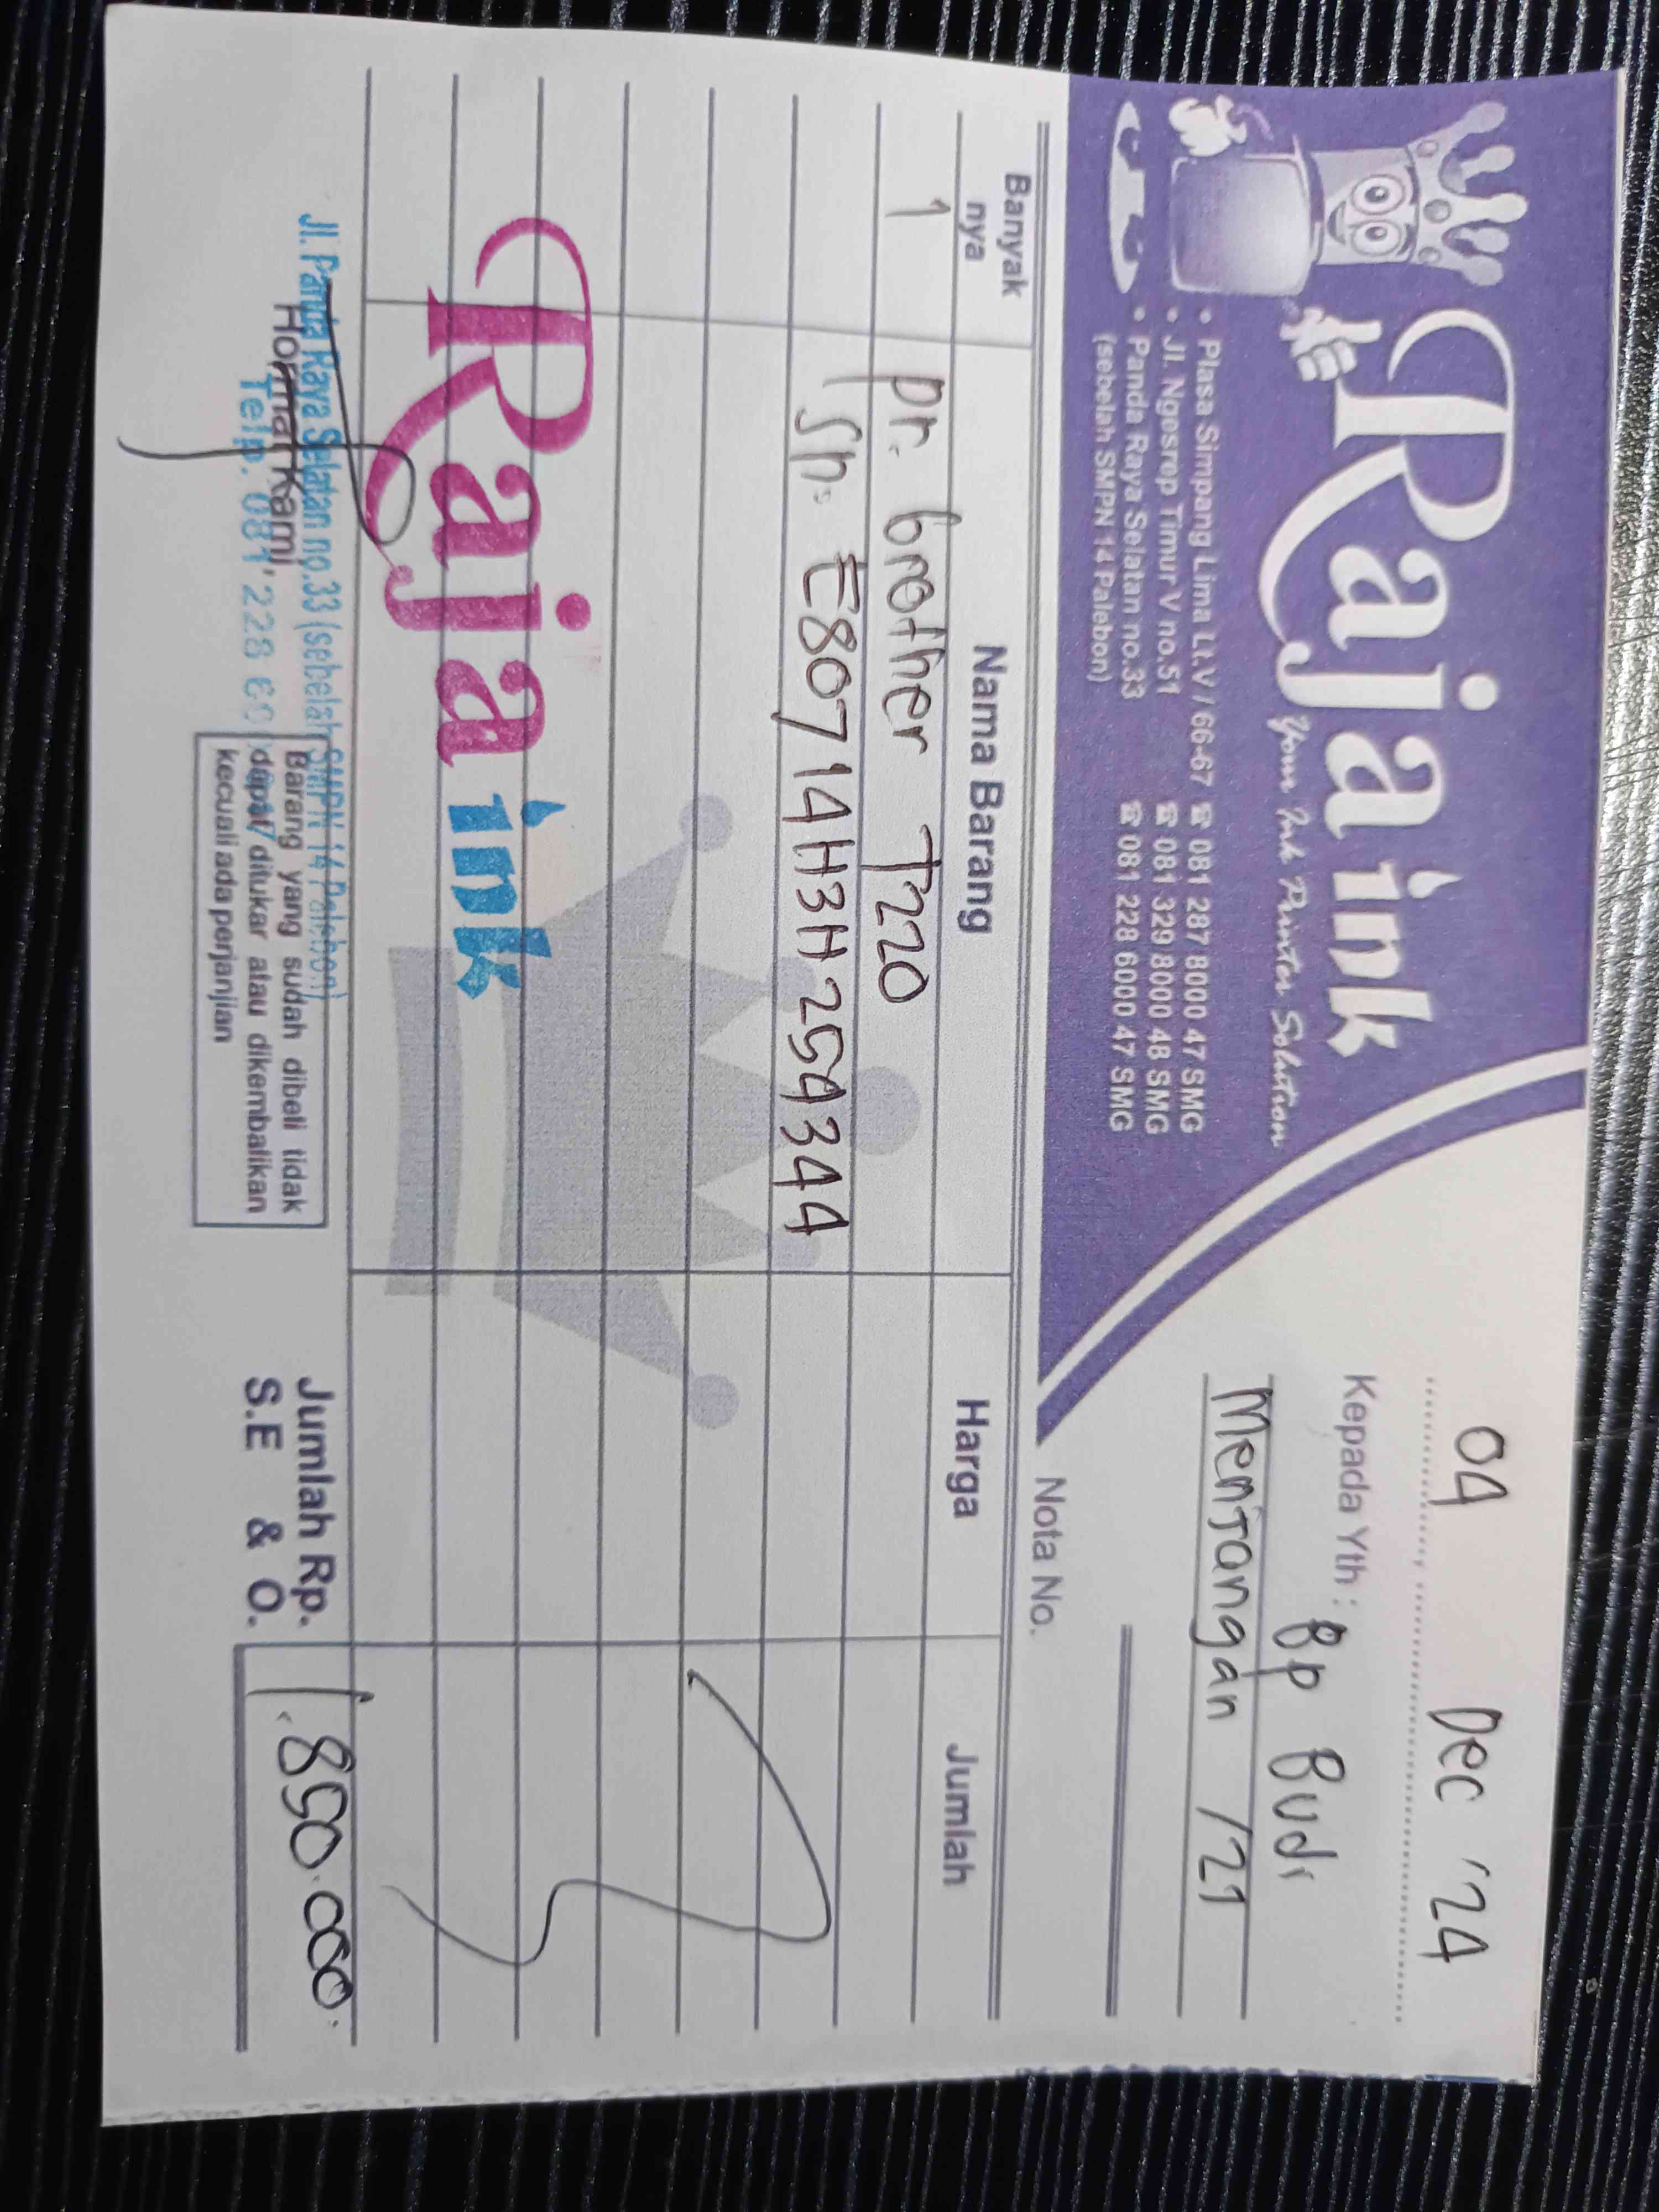 Raja ink
Your Ink Printer Solution
• Plasa Simpang Lima Lt.V / 66-67 ☎ 081 287 8000 47 SMG
• Jl. Ngesrep Timur V no.51 ☎ 081 329 8000 48 SMG
• Panda Raya Selatan no.33 ☎ 081 228 6000 47 SMG
(sebelah SMPN 14 Palebon)
04 Dec '24
Kepada Yth : Bp Budi
Menjangan /21
Nota No.
Banyak nya Nama Barang Harga Jumlah
1 pr. brother T220
Sn: E80714H3H254344
Raja ink
Jl. Panda Raya Selatan no.33 (sebelah SMPN 14 Palebon)
Telp. 081 228 60
Hormat Kami,
Barang yang sudah dibeli tidak
dapat ditukar atau dikembalikan
kecuali ada perjanjian
Jumlah Rp. 1.850.000
S.E & O.